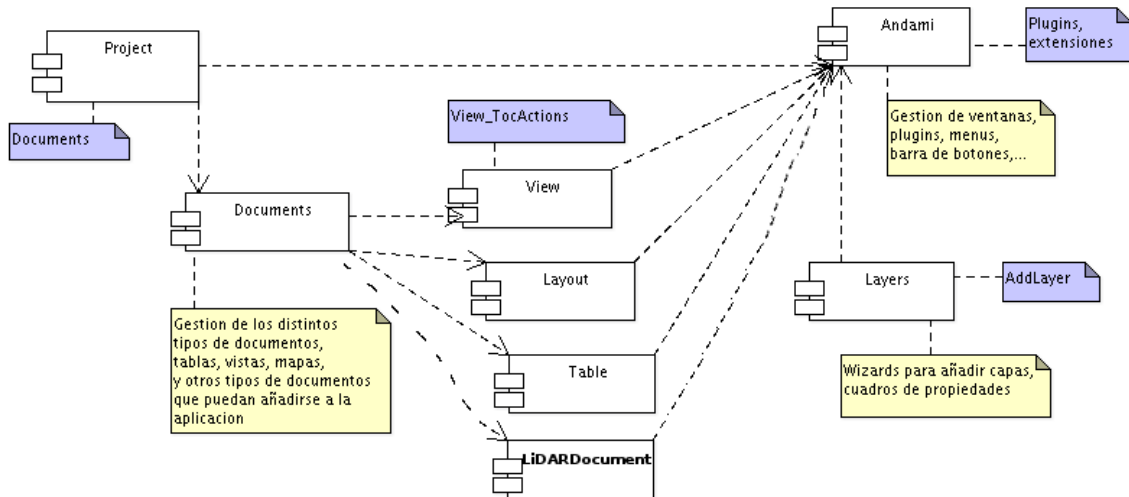 Project
Andami
Plugins,
extensiones
Documents
View_TocActions
Gestion de ventanas,
plugins, menus,
barra de botones,...
View
Documents
Layout
Layers
AddLayer
Gestion de los distintos
tipos de documentos,
tablas, vistas, mapas,
y otros tipos de documentos
que puedan añadirse a la
aplicacion
Table
Wizards para añadir capas,
cuadros de propiedades
LiDARDocument